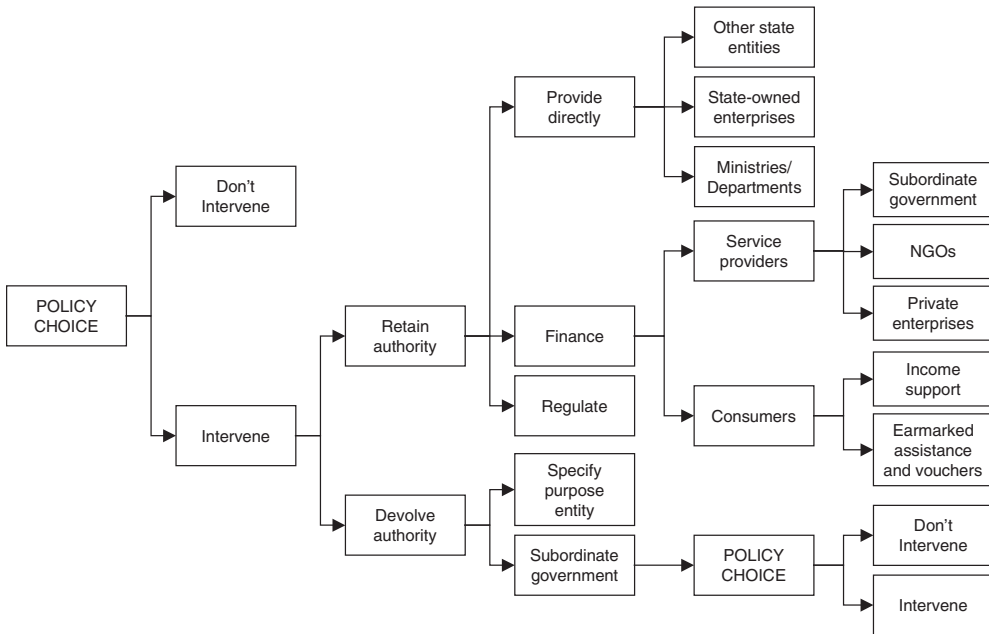 Other state
entities
Provide
directly
State-owned
enterprises
Ministries/
Departments
Don't
Intervene
Subordinate
government
Service
providers
NGOs
POLICY
CHOICE
Retain
authority
Finance
Private
enterprises
Income
support
Regulate
Consumers
Intervene
Earmarked
assistance
and vouchers
Specify
purpose
entity
Devolve
authority
Subordinate
government
POLICY
CHOICE
Don't
Intervene
Intervene